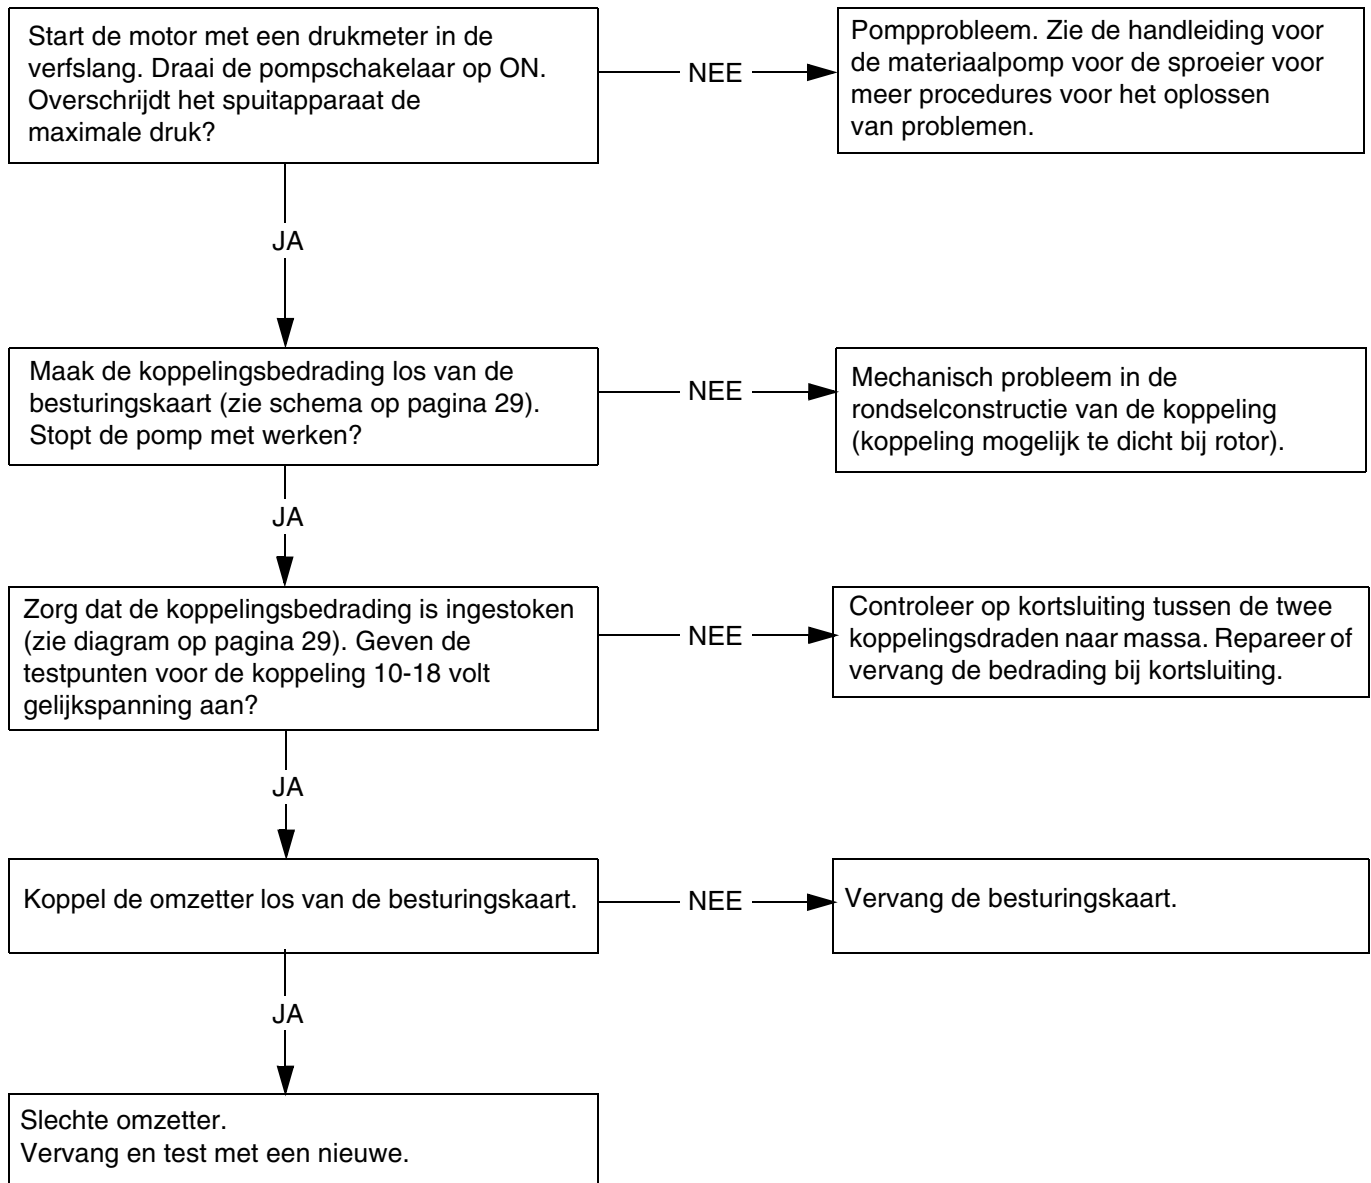 Start de motor met een drukmeter in de
verfslang. Draai de pompschakelaar op ON.
Overschrijdt het spuitapparaat de
maximale druk?
NEE
Pompprobleem. Zie de handleiding voor
de materiaalpomp voor de sproeier voor
meer procedures voor het oplossen
van problemen.
JA
Maak de koppelingsbedrading los van de
besturingskaart (zie schema op pagina 29).
Stopt de pomp met werken?
NEE
Mechanisch probleem in de
rondselconstructie van de koppeling
(koppeling mogelijk te dicht bij rotor).
JA
Zorg dat de koppelingsbedrading is ingestoken
(zie diagram op pagina 29). Geven de
testpunten voor de koppeling 10-18 volt
gelijkspanning aan?
NEE
Controleer op kortsluiting tussen de twee
koppelingsdraden naar massa. Repareer of
vervang de bedrading bij kortsluiting.
JA
Koppel de omzetter los van de besturingskaart.
NEE
Vervang de besturingskaart.
JA
Slechte omzetter.
Vervang en test met een nieuwe.